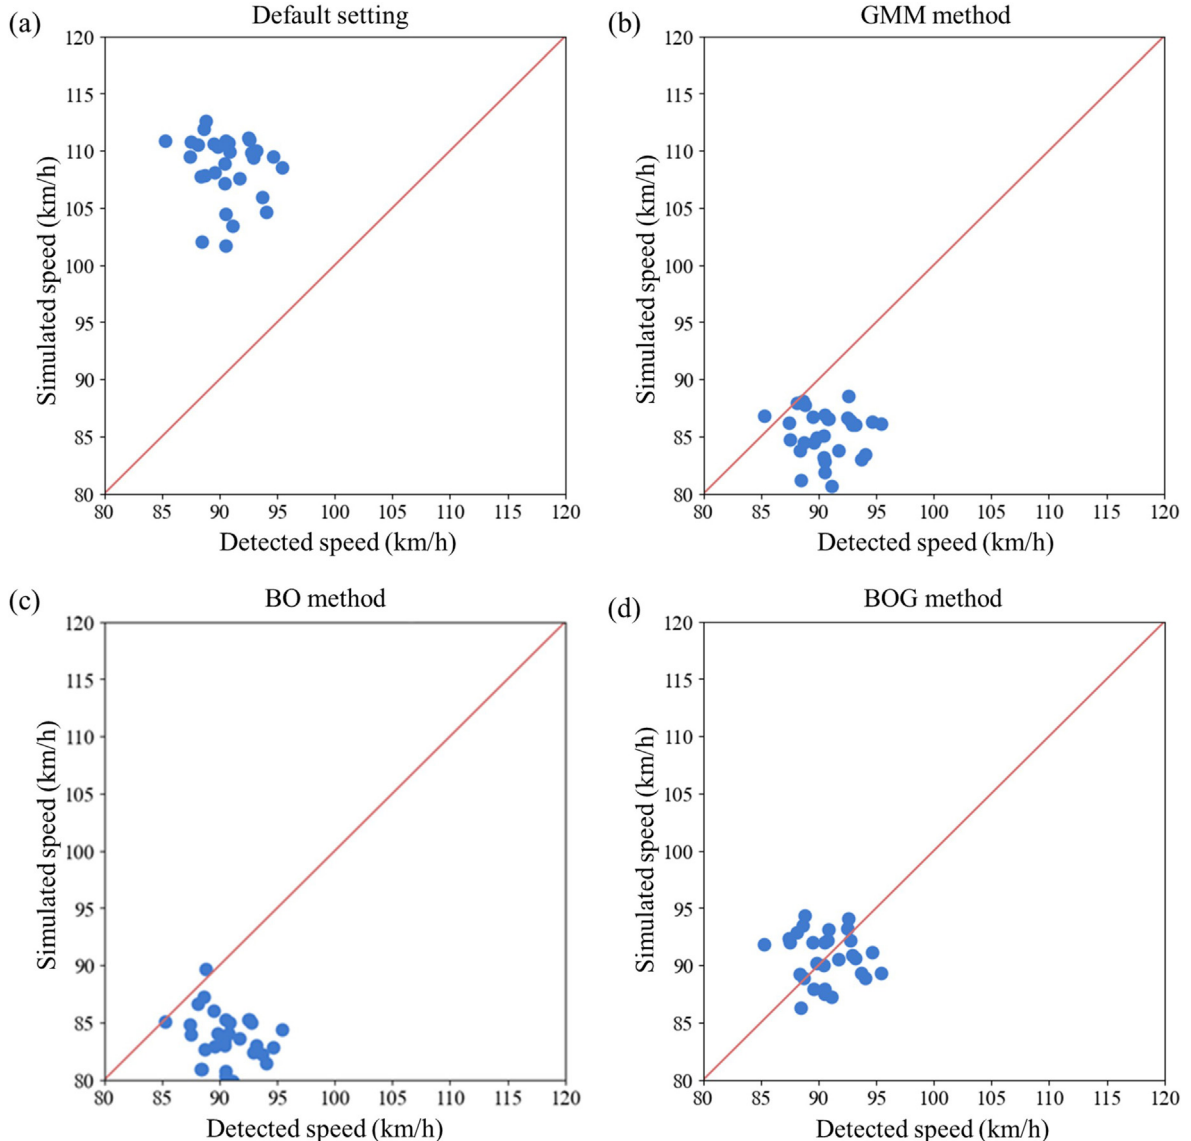 (a) Default setting
120
115
110
105
100
95
90
85
80
80 85 90 95 100 105 110 115 120
Simulated speed (km/h)
Detected speed (km/h)
(b) GMM method
120
115
110
105
100
95
90
85
80
80 85 90 95 100 105 110 115 120
Simulated speed (km/h)
Detected speed (km/h)
(c) BO method
120
115
110
105
100
95
90
85
80
80 85 90 95 100 105 110 115 120
Simulated speed (km/h)
Detected speed (km/h)
(d) BOG method
120
115
110
105
100
95
90
85
80
80 85 90 95 100 105 110 115 120
Simulated speed (km/h)
Detected speed (km/h)